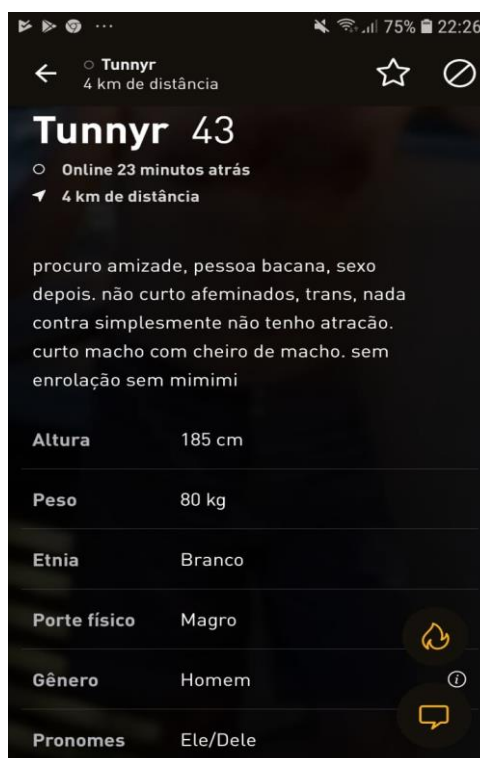 75% 22:26
Tunnyr
4 km de distância
Tunnyr 43
Online 23 minutos atrás
4 km de distância
procuro amizade, pessoa bacana, sexo
depois. não curto afeminados, trans, nada
contra simplesmente não tenho atracão.
curto macho com cheiro de macho. sem
enrolação sem mimimi
Altura 185 cm
Peso 80 kg
Etnia Branco
Porte físico Magro
Gênero Homem
Pronomes Ele/Dele